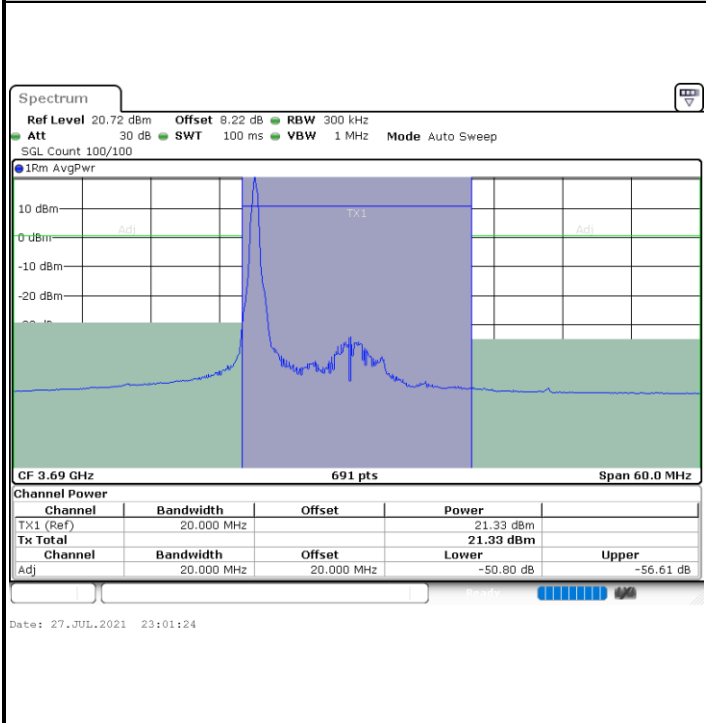 Spectrum
Ref Level 20.72 dBm Offset 8.22 dB RBW 300 kHz
Att 30 dB SWT 100 ms VBW 1 MHz Mode Auto Sweep
SGL Count 100/100
1Rm AvgPwr
10 dBm
TX1
Adj Adj
0 dBm
-10 dBm
-20 dBm
CF 3.69 GHz 691 pts Span 60.0 MHz
Channel Power
Channel Bandwidth Offset Power
TX1 (Ref) 20.000 MHz 21.33 dBm
Tx Total 21.33 dBm
Channel Bandwidth Offset Lower Upper
Adj 20.000 MHz 20.000 MHz -50.80 dB -56.61 dB
Ready
Date: 27.JUL.2021 23:01:24